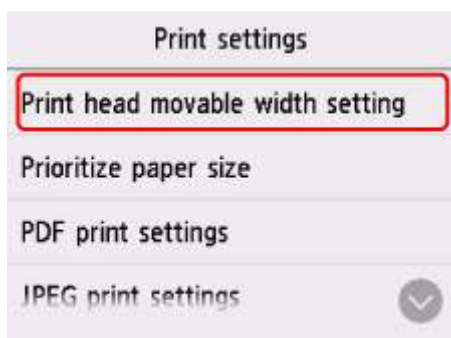 Print settings
Print head movable width setting
Prioritize paper size
PDF print settings
JPEG print settings